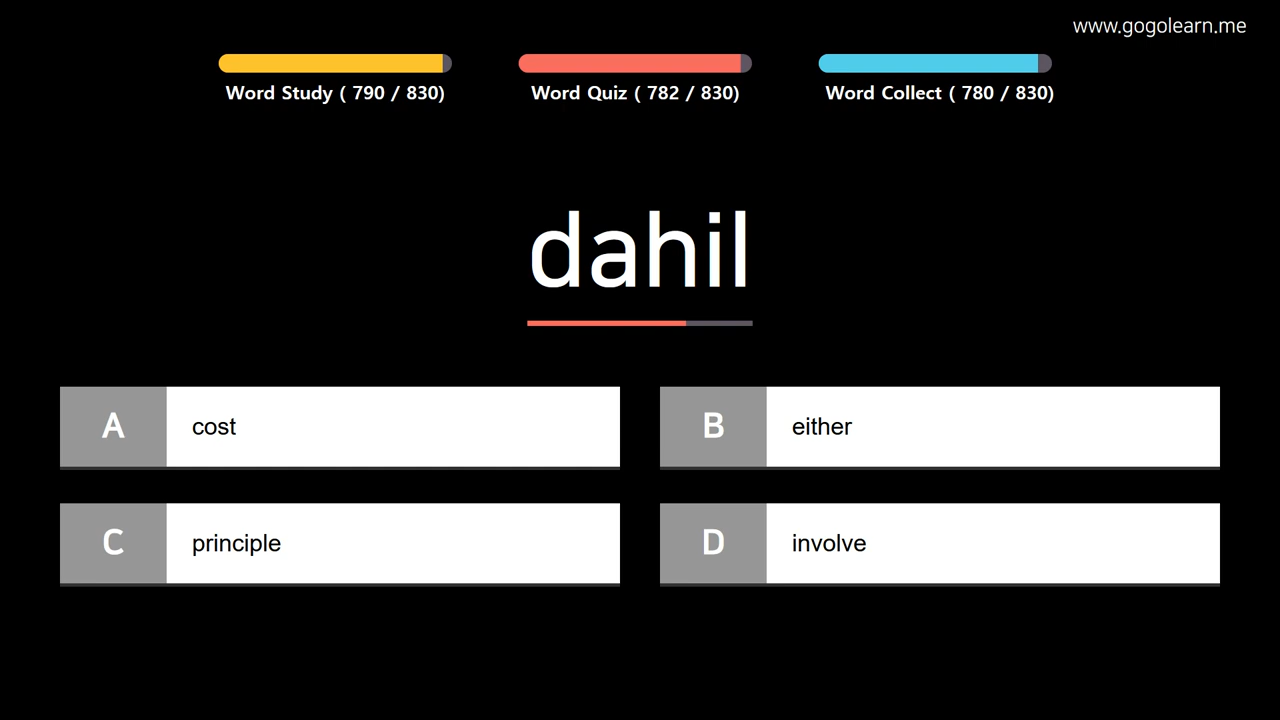 www.gogolearn.me
Word Study ( 790 / 830)
Word Quiz ( 782 / 830)
Word Collect ( 780 / 830)
dahil
A cost
B either
C principle
D involve